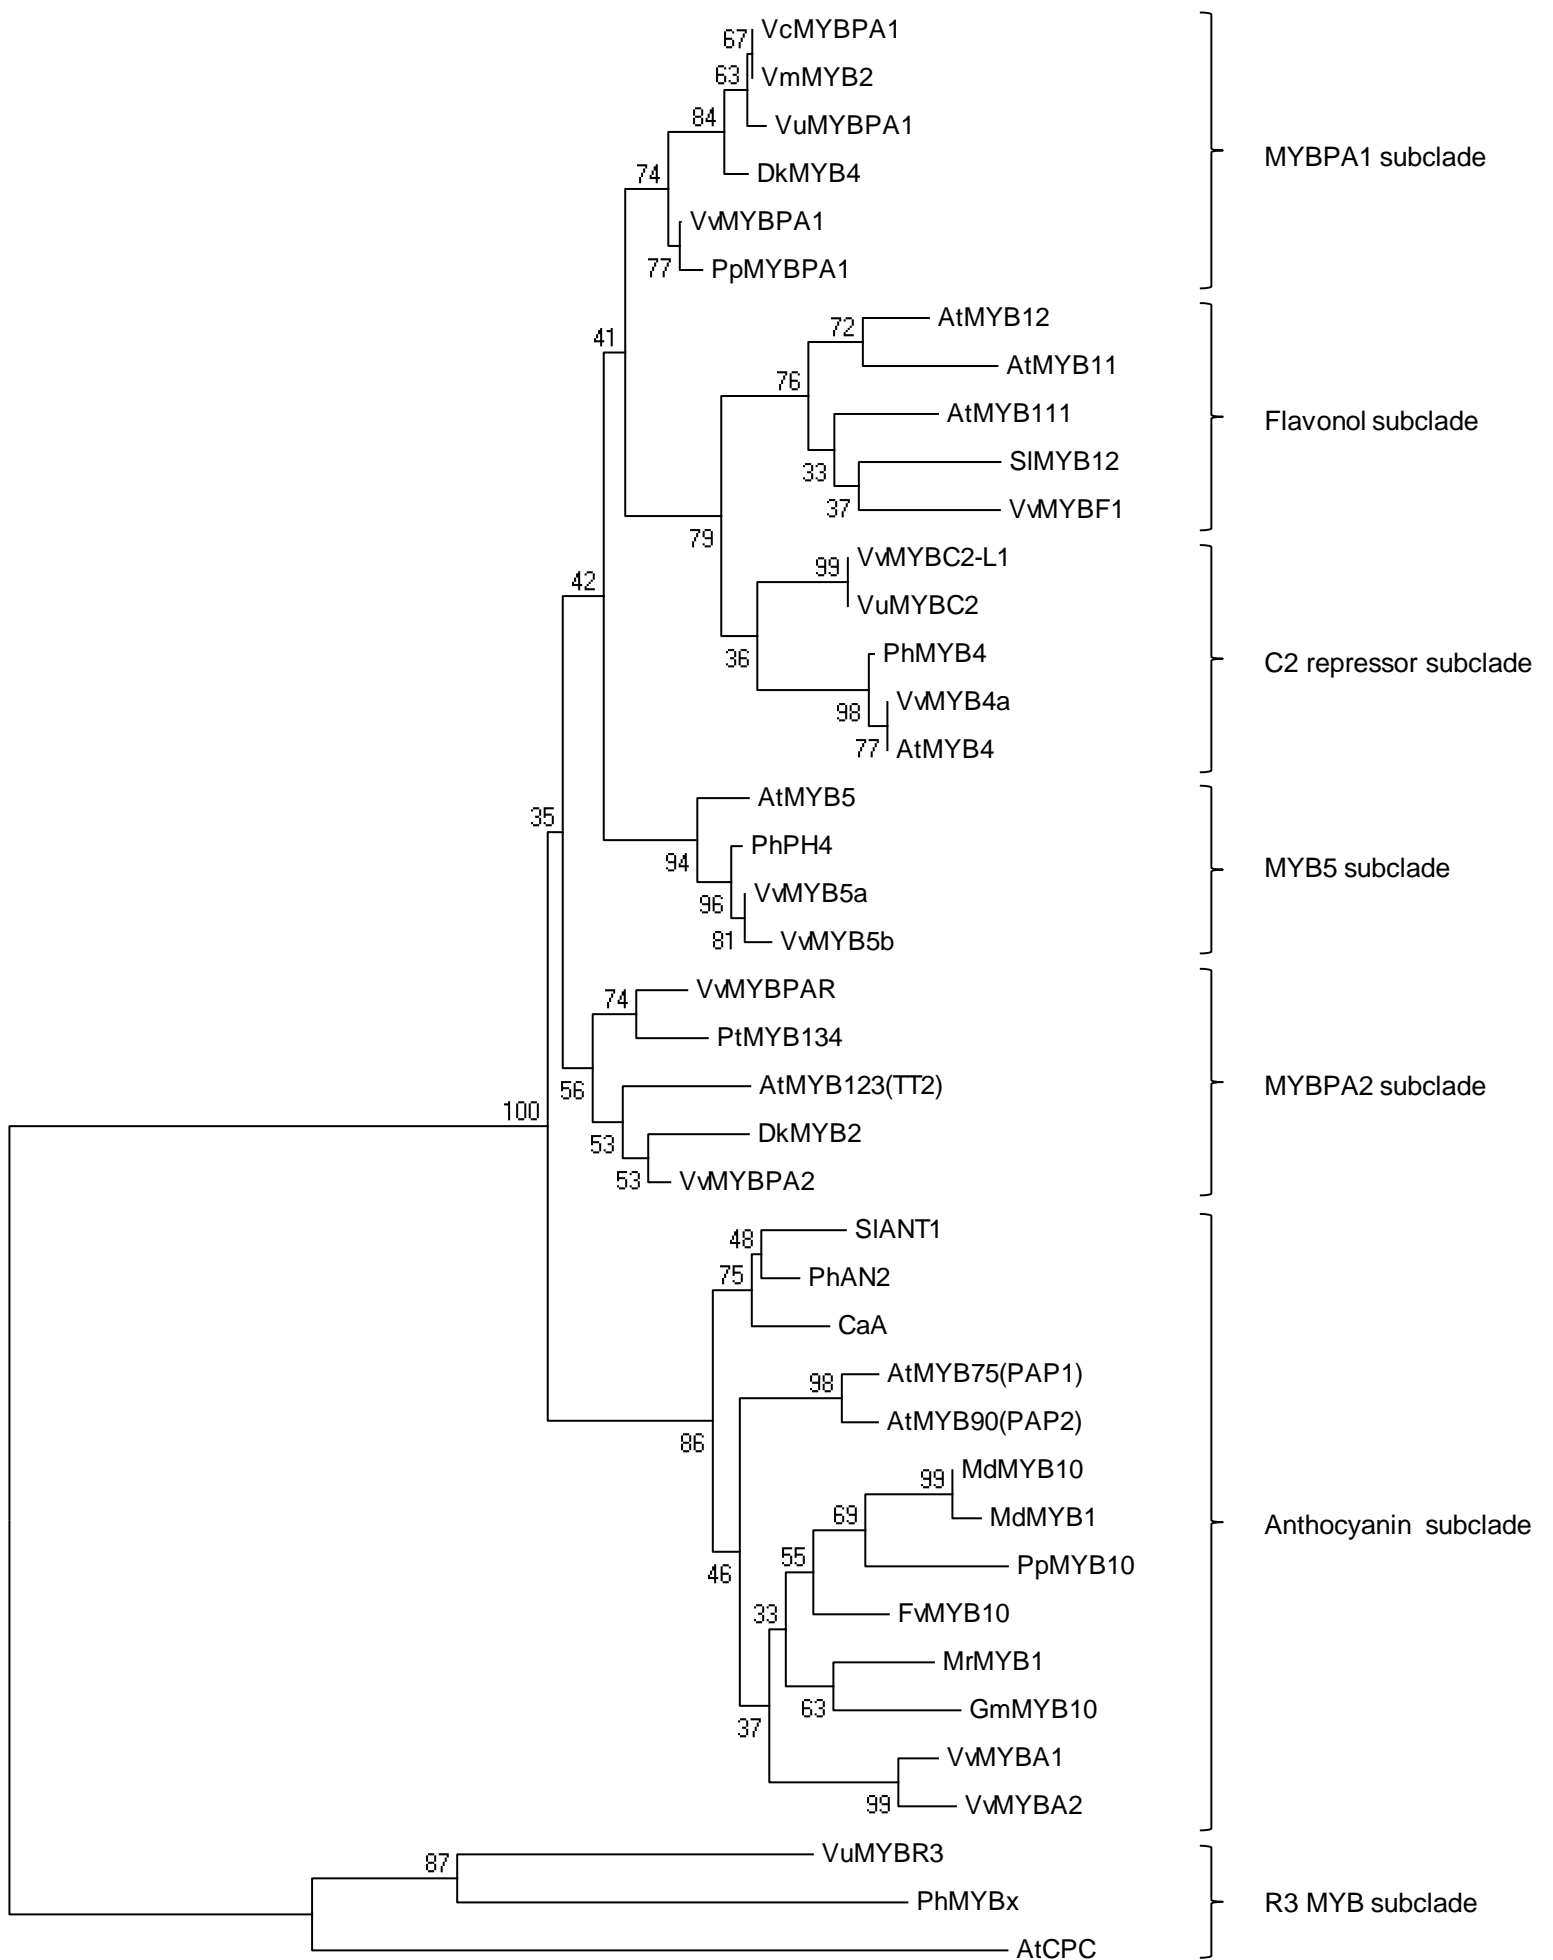 VcMYBPA1
67
VmMYB2
63
VuMYBPA1
84
MYBPA1 subclade
DkMYB4
74
VvMYBPA1
77
PpMYBPA1
AtMYB12
72
41
AtMYB11
76
AtMYB111
Flavonol subclade
SlMYB12
33
VvMYBF1
37
79
VvMYBC2-L1
99
42
VuMYBC2
PhMYB4
36
C2 repressor subclade
VvMYB4a
98
AtMYB4
77
AtMYB5
35
PhPH4
94
MYB5 subclade
VvMYB5a
96
VvMYB5b
81
VvMYBPAR
74
PtMYB134
AtMYB123(TT2)
56
MYBPA2 subclade
100
DkMYB2
53
VvMYBPA2
53
SlANT1
48
PhAN2
75
CaA
AtMYB75(PAP1)
98
AtMYB90(PAP2)
86
MdMYB10
99
MdMYB1
69
Anthocyanin subclade
PpMYB10
55
46
FvMYB10
33
MrMYB1
GmMYB10
63
37
VvMYBA1
VvMYBA2
99
VuMYBR3
87
PhMYBx
R3 MYB subclade
AtCPC